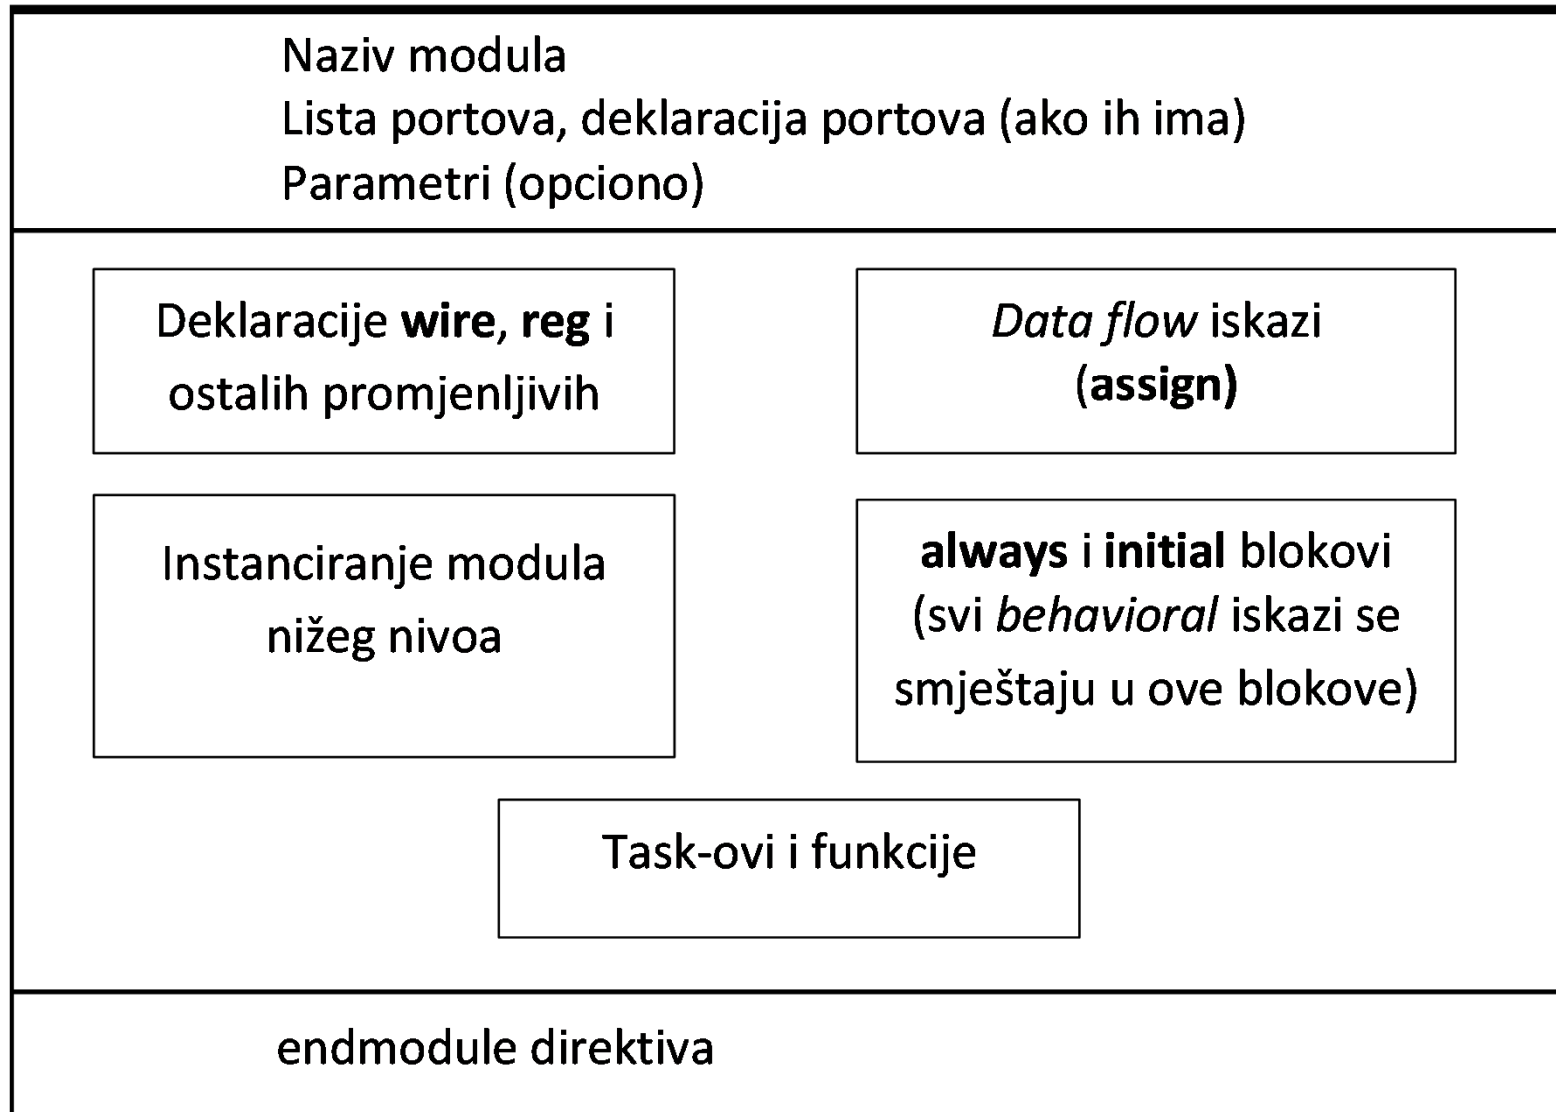 Naziv modula
Lista portova, deklaracija portova (ako ih ima)
Parametri (opciono)
Deklaracije wire, reg i
ostalih promjenljivih
Data flow iskazi
(assign)
Instanciranje modula
nižeg nivoa
always i initial blokovi
(svi behavioral iskazi se
smještaju u ove blokove)
Task-ovi i funkcije
endmodule direktiva